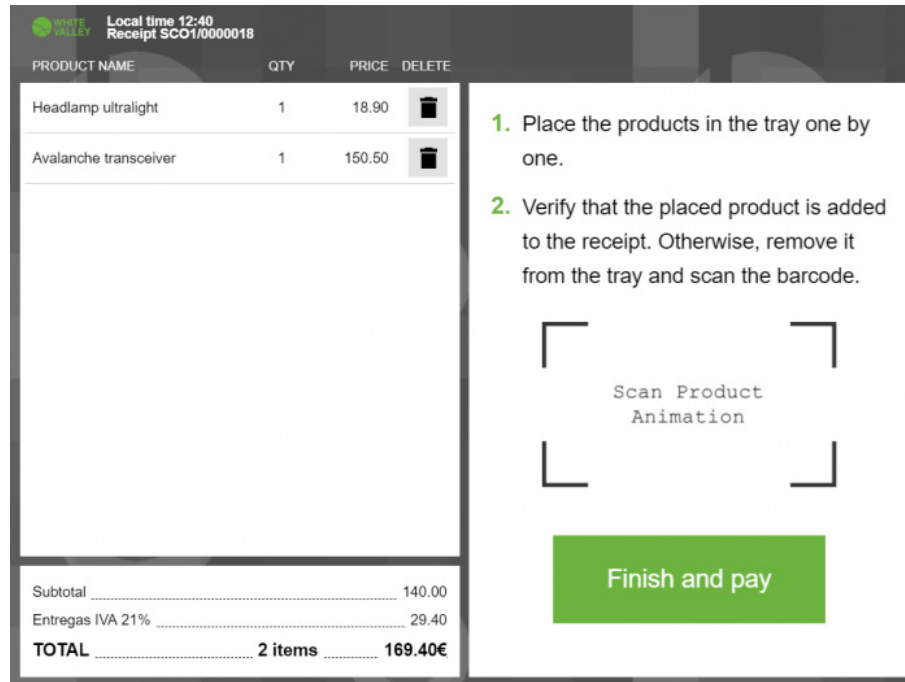 WHITE
VALLEY
Local time 12:40
Receipt SCO1/0000018
PRODUCT NAME QTY PRICE DELETE
Headlamp ultralight 1 18.90
Avalanche transceiver 1 150.50
Subtotal 140.00
Entregas IVA 21% 29.40
TOTAL 2 items 169.40€
1. Place the products in the tray one by
one.
2. Verify that the placed product is added
to the receipt. Otherwise, remove it
from the tray and scan the barcode.
Scan Product
Animation
Finish and pay